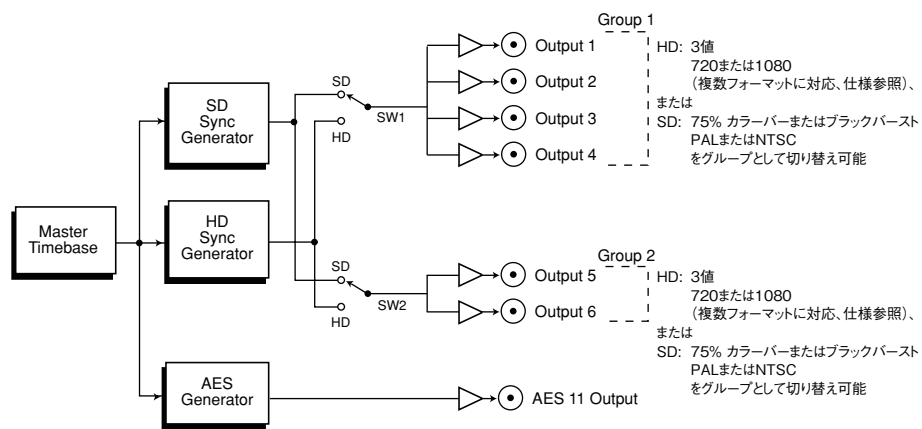 Group 1
Output 1
Output 2
Output 3
Output 4
HD: 3値
720または1080
（複数フォーマットに対応、仕様参照）、
または
SD: 75% カラーバーまたはブラックバースト
PALまたはNTSC
をグループとして切り替え可能
SD
Sync
Generator
SD
HD
SW1
Master
Timebase
HD
Sync
Generator
SD
HD
SW2
Group 2
Output 5
Output 6
HD: 3値
720または1080
（複数フォーマットに対応、仕様参照）、
または
SD: 75% カラーバーまたはブラックバースト
PALまたはNTSC
をグループとして切り替え可能
AES
Generator
AES 11 Output